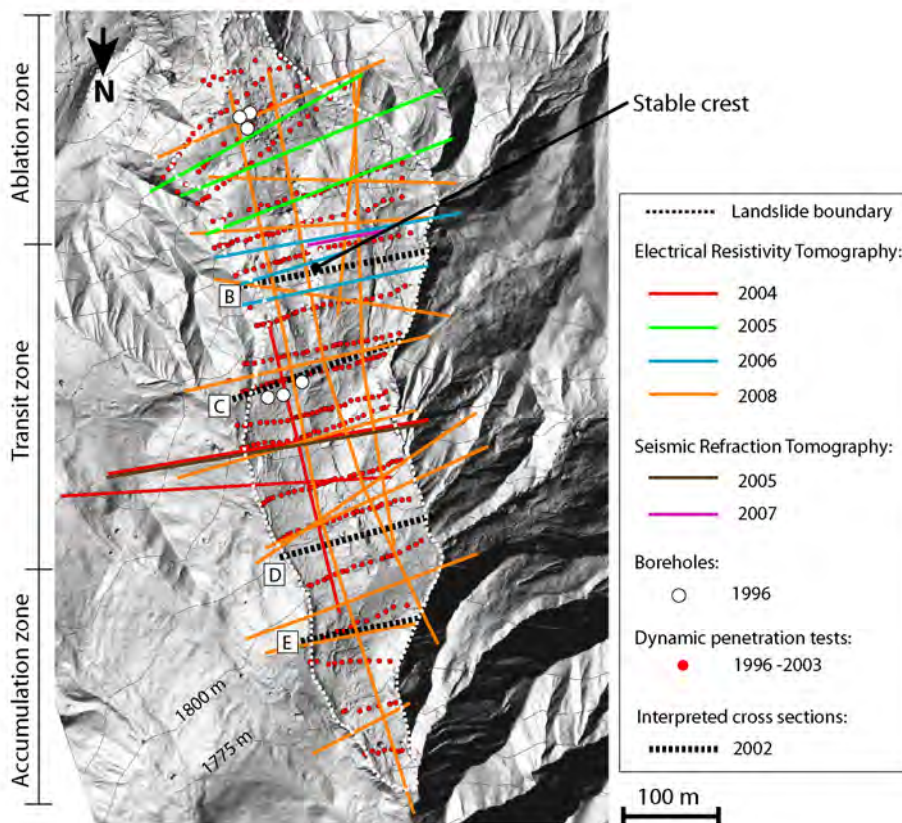 Ablation zone
Transit zone
Accumulation zone
N
Stable crest
B
C
D
E
1800 m
1775 m
Landslide boundary
Electrical Resistivity Tomography:
2004
2005
2006
2008
Seismic Refraction Tomography:
2005
2007
Boreholes:
1996
Dynamic penetration tests:
1996 -2003
Interpreted cross sections:
2002
100 m